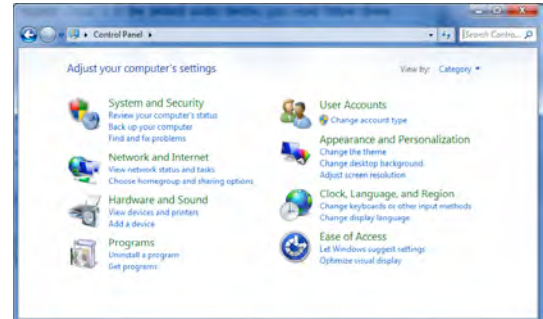 Control Panel
Search Contro...
Adjust your computer's settings
View by: Category
System and Security
Review your computer's status
Back up your computer
Find and fix problems
Network and Internet
View network status and tasks
Choose homegroup and sharing options
Hardware and Sound
View devices and printers
Add a device
Programs
Uninstall a program
Get programs
User Accounts
Change account type
Appearance and Personalization
Change the theme
Change desktop background
Adjust screen resolution
Clock, Language, and Region
Change keyboards or other input methods
Change display language
Ease of Access
Let Windows suggest settings
Optimize visual display